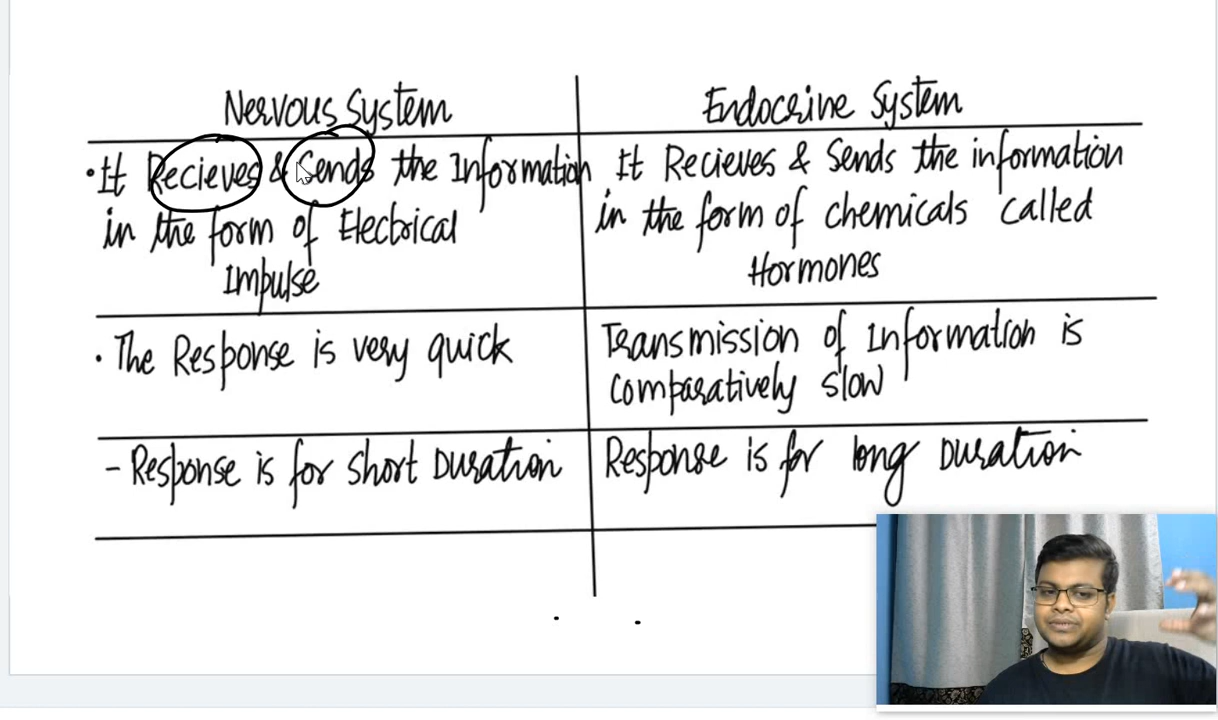 Nervous System
Endocrine System
• It Recieves & Sends the Information
in the form of Electrical
Impulse
It Recieves & Sends the information
in the form of chemicals called
Hormones
• The Response is very quick
Transmission of Information is
comparatively slow
- Response is for short Duration
Response is for long Duration